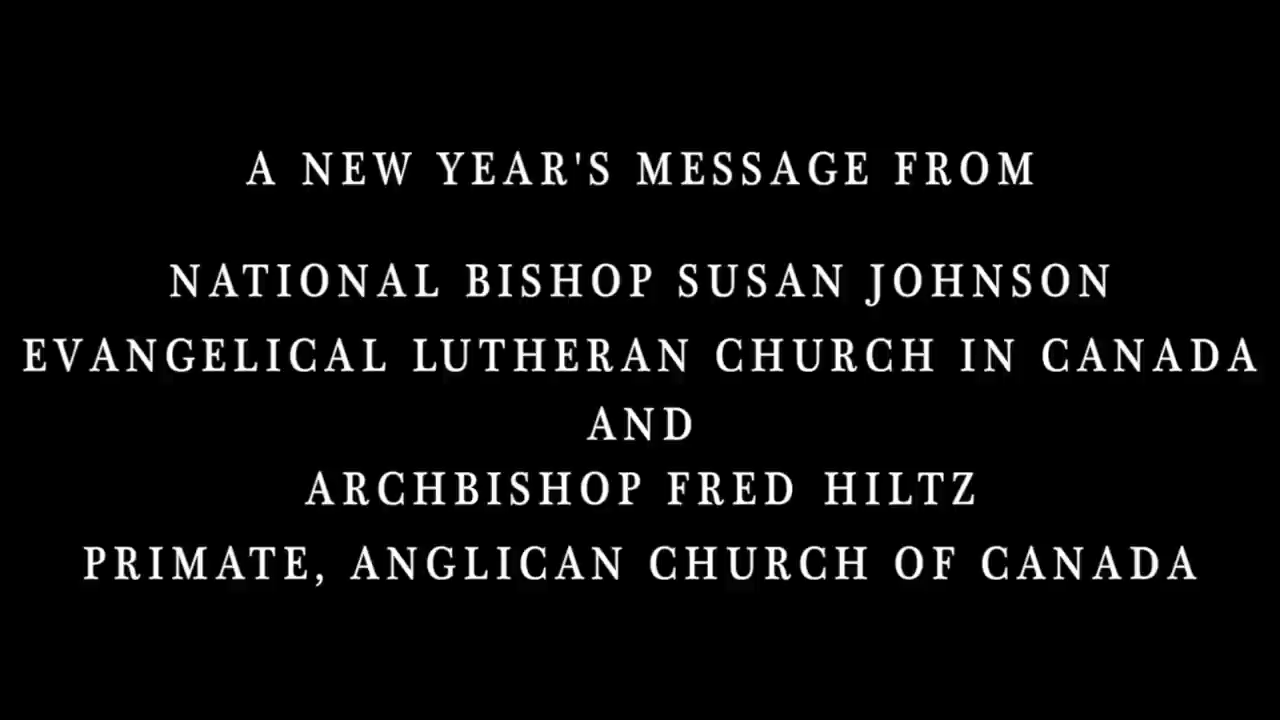 A NEW YEAR'S MESSAGE FROM
NATIONAL BISHOP SUSAN JOHNSON
EVANGELICAL LUTHERAN CHURCH IN CANADA
AND
ARCHBISHOP FRED HILTZ
PRIMATE, ANGLICAN CHURCH OF CANADA